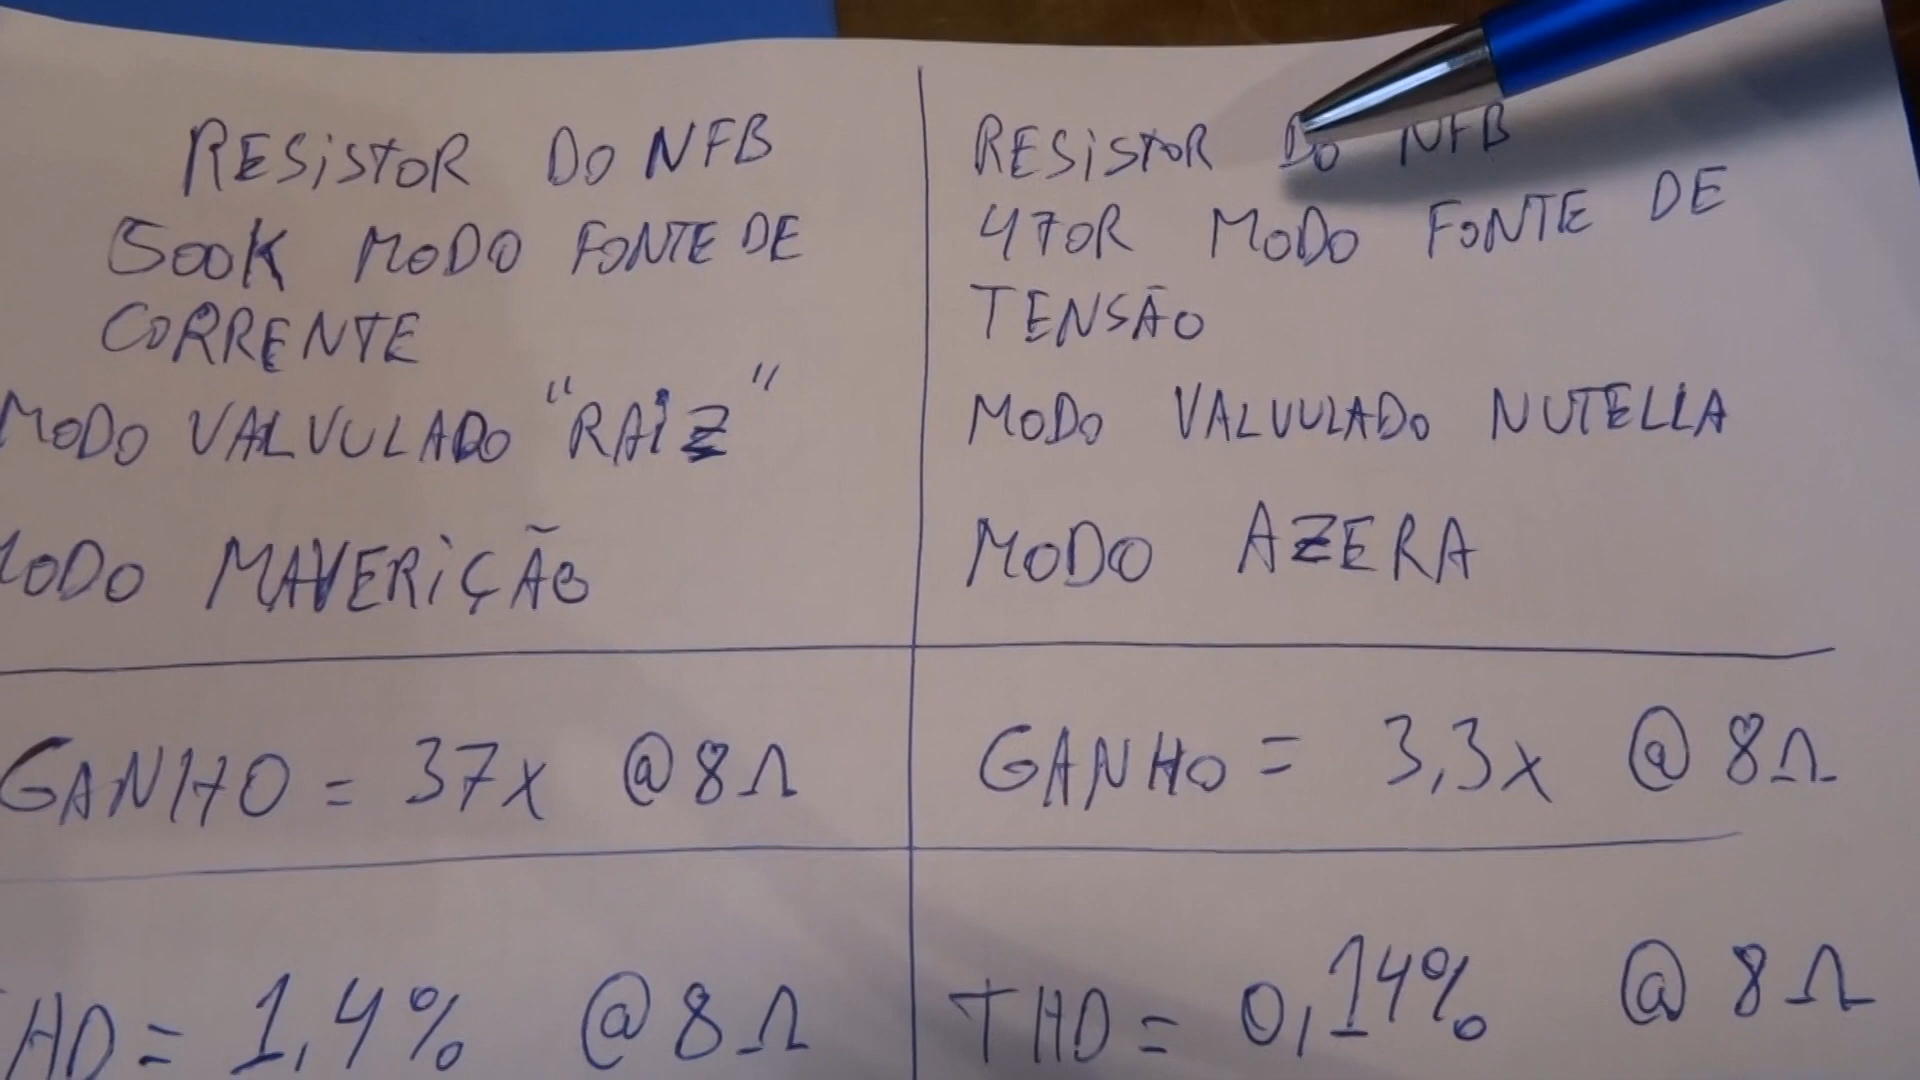 RESISTOR DO NFB
500K MODO FONTE DE
CORRENTE
MODO VALVULADO "RAIZ"
MODO MAVERIÇÃO
GANHO = 37x @ 8Ω
THD = 1,4% @ 8Ω
RESISTOR DO NFB
470R MODO FONTE DE
TENSÃO
MODO VALVULADO NUTELLA
MODO AZERA
GANHO = 3,3x @ 8Ω
THD = 0,14% @ 8Ω